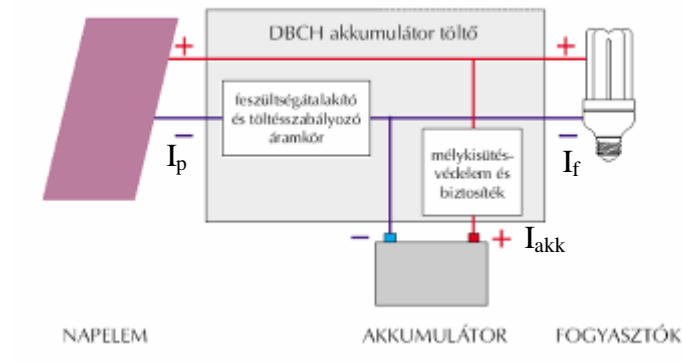 DBCH akkumulátor töltő
+
+
feszültségátalakító
és töltésszabályozó
áramkör
−
−
Ip
If
mélykisütés-
védelem és
biztosíték
−
+
Iakk
NAPELEM
AKKUMULÁTOR
FOGYASZTÓK